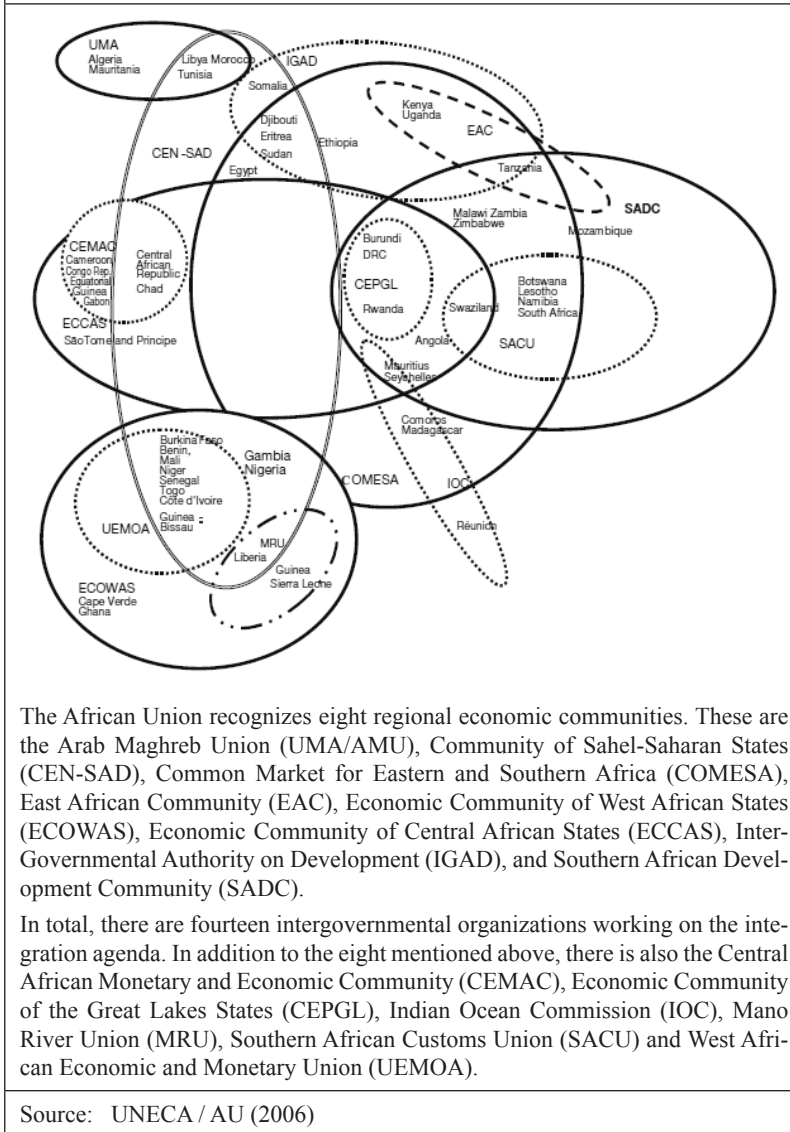 UMA
Algeria
Mauritania
Libya Morocco
Tunisia
IGAD
Somalia
Djibouti
Eritrea
Sudan
Ethiopia
Egypt
CEN-SAD
Kenya
Uganda
EAC
Tanzania
SADC
Malawi Zambia
Zimbabwe
Mozambique
CEMAC
Cameroon
Congo Rep.
Equatorial
Guinea
Gabon
Central
African
Republic
Chad
ECCAS
São Tome and Principe
Burundi
DRC
CEPGL
Rwanda
Angola
Swaziland
Botswana
Lesotho
Namibia
South Africa
SACU
Mauritius
Seychelles
Comoros
Madagascar
COMESA
IOC
Réunion
Burkina Faso
Benin,
Mali
Niger
Senegal
Togo
Côte d'Ivoire
Guinea -
Bissau
UEMOA
Gambia
Nigeria
MRU
Liberia
Guinea
Sierra Leone
ECOWAS
Cape Verde
Ghana
The African Union recognizes eight regional economic communities. These are
the Arab Maghreb Union (UMA/AMU), Community of Sahel-Saharan States
(CEN-SAD), Common Market for Eastern and Southern Africa (COMESA),
East African Community (EAC), Economic Community of West African States
(ECOWAS), Economic Community of Central African States (ECCAS), Inter-
Governmental Authority on Development (IGAD), and Southern African Devel-
opment Community (SADC).
In total, there are fourteen intergovernmental organizations working on the inte-
gration agenda. In addition to the eight mentioned above, there is also the Central
African Monetary and Economic Community (CEMAC), Economic Community
of the Great Lakes States (CEPGL), Indian Ocean Commission (IOC), Mano
River Union (MRU), Southern African Customs Union (SACU) and West Afri-
can Economic and Monetary Union (UEMOA).
Source: UNECA / AU (2006)